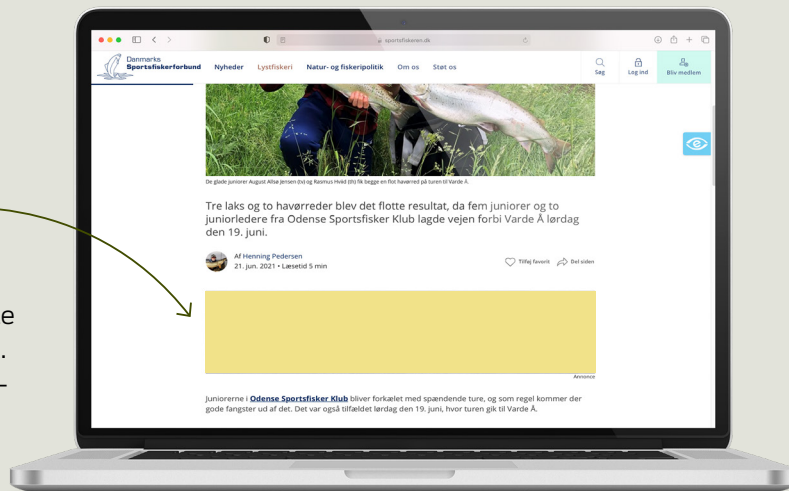 sportsfiskeren.dk
Danmarks
Sportsfiskerforbund
Nyheder
Lystfiskeri
Natur- og fiskeripolitik
Om os
Støt os
Søg
Log ind
Bliv medlem
De glade juniorer August Allsø Jensen (tv) og Rasmus Hviid (th) fik begge en flot havørred på turen til Varde Å.
Tre laks og to havørreder blev det flotte resultat, da fem juniorer og to
juniorledere fra Odense Sportsfisker Klub lagde vejen forbi Varde Å lørdag
den 19. juni.
Af Henning Pedersen
21. jun. 2021 • Læsetid 5 min
Tilføj favorit
Del siden
Annonce
Juniorerne i Odense Sportsfisker Klub bliver forkælet med spændende ture, og som regel kommer der
gode fangster ud af det. Det var også tilfældet lørdag den 19. juni, hvor turen gik til Varde Å.